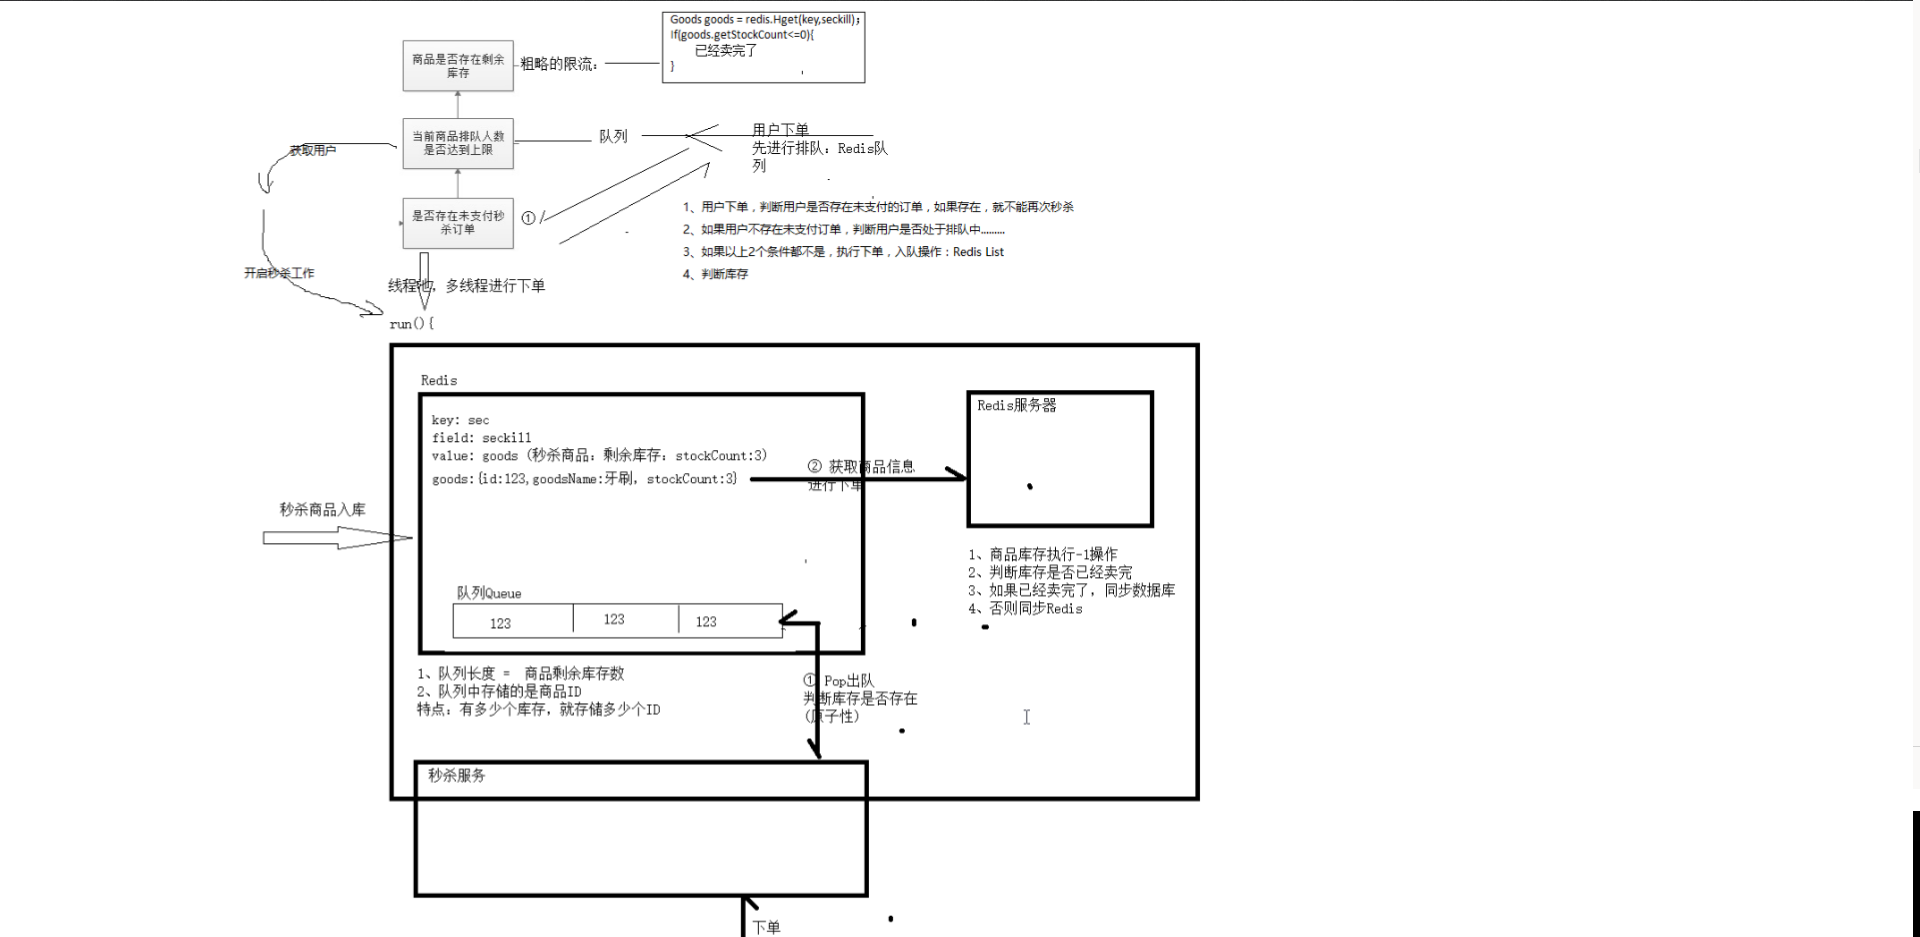 Goods goods = redis.Hget(key,seckill);
If(goods.getStockCount<=0){
已经卖完了
}
商品是否存在剩余
库存
粗略的限流:
当前商品排队人数
是否达到上限
队列
用户下单
先进行排队: Redis队
列
获取用户
是否存在未支付秒
杀订单
①
1、用户下单，判断用户是否存在未支付的订单，如果存在，就不能再次秒杀
2、如果用户不存在未支付订单，判断用户是否处于排队中.........
3、如果以上2个条件都不是，执行下单，入队操作：Redis List
4、判断库存
开启秒杀工作
线程池, 多线程进行下单
run(){
Redis
key: sec
field: seckill
value: goods (秒杀商品: 剩余库存: stockCount:3)
goods:{id:123,goodsName:牙刷, stockCount:3}
② 获取商品信息
进行下单
Redis服务器
秒杀商品入库
1、商品库存执行-1操作
2、判断库存是否已经卖完
3、如果已经卖完了, 同步数据库
4、否则同步Redis
队列Queue
123 123 123
1、队列长度 = 商品剩余库存数
2、队列中存储的是商品ID
特点: 有多少个库存, 就存储多少个ID
① Pop出队
判断库存是否存在
(原子性)
秒杀服务
下单